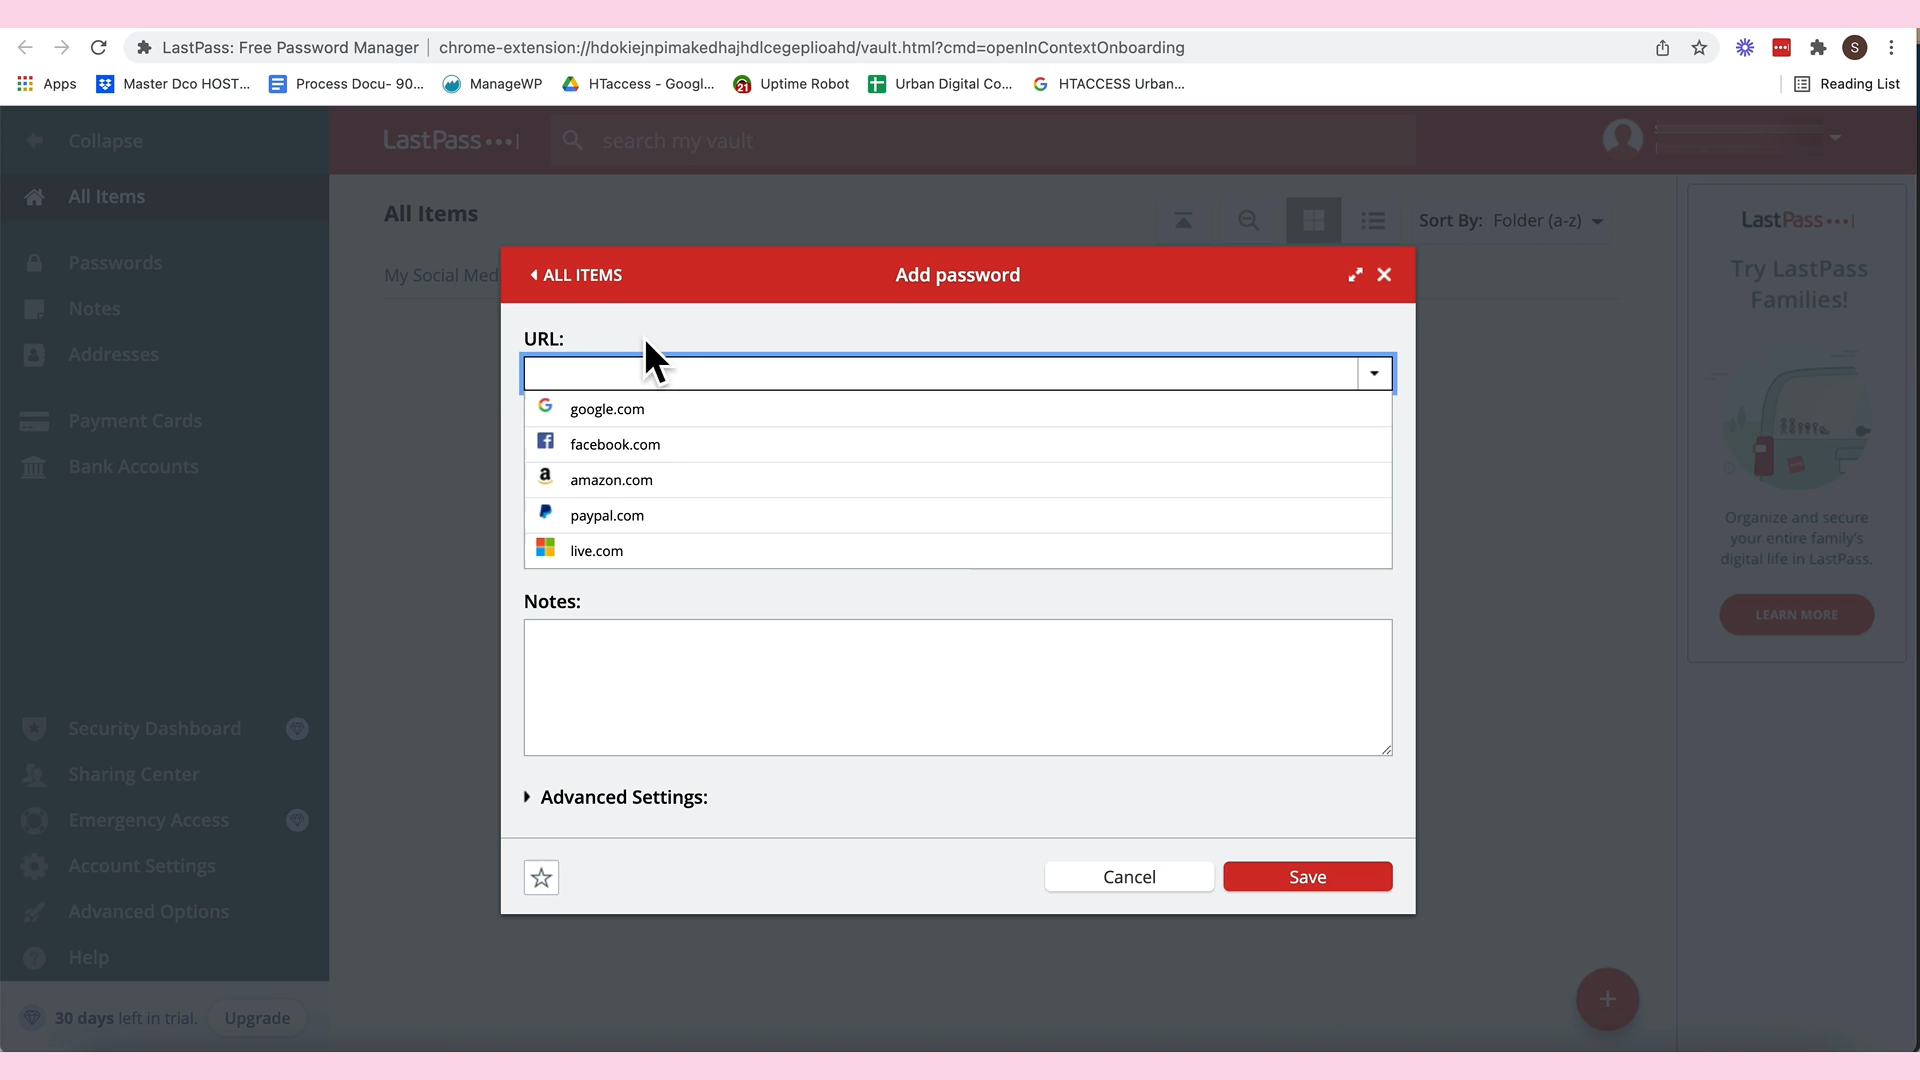 LastPass: Free Password Manager | chrome-extension://hdokiejnpimakedhajhdlcegeplioahd/vault.html?cmd=openInContextOnboarding S
Apps Master Dco HOST... Process Docu- 90... ManageWP HTaccess - Googl... 21 Uptime Robot Urban Digital Co... HTACCESS Urban... Reading List
Collapse
LastPass•••| search my vault
All Items
Passwords
Notes
Addresses
Payment Cards
Bank Accounts
Security Dashboard
Sharing Center
Emergency Access
Account Settings
Advanced Options
Help
30 days left in trial. Upgrade
All Items
Sort By: Folder (a-z)
My Social Med
ALL ITEMS Add password
URL:
google.com
facebook.com
amazon.com
paypal.com
live.com
Notes:
Advanced Settings:
Cancel Save
LastPass•••|
Try LastPass
Families!
Organize and secure
your entire family's
digital life in LastPass.
LEARN MORE